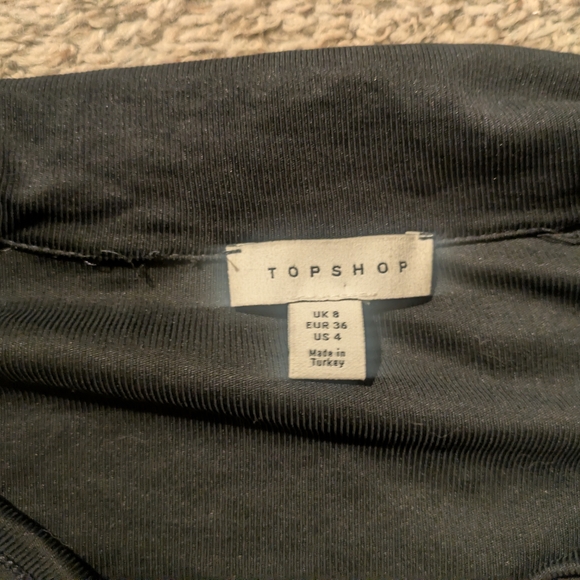 TOPSHOP
UK 8
EUR 36
US 4
Made in
Turkey